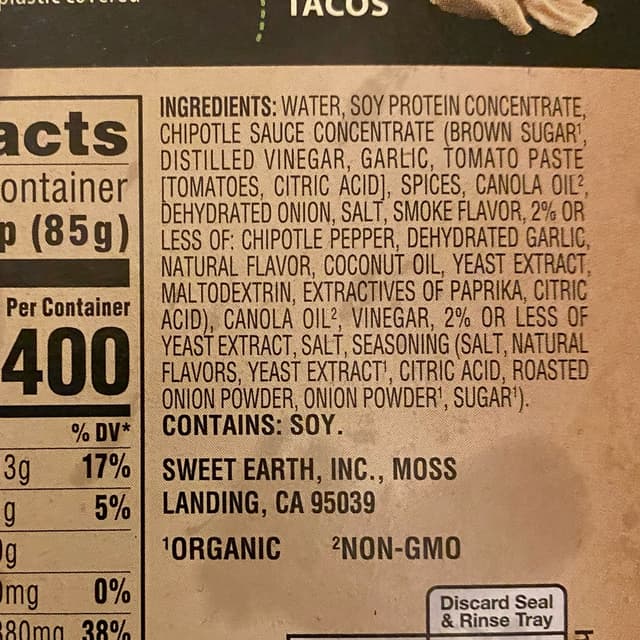 TACOS
acts
ontainer
p (85g)
Per Container
400
% DV*
3g 17%
g 5%
g
mg 0%
80mg 38%
INGREDIENTS: WATER, SOY PROTEIN CONCENTRATE,
CHIPOTLE SAUCE CONCENTRATE (BROWN SUGAR¹,
DISTILLED VINEGAR, GARLIC, TOMATO PASTE
[TOMATOES, CITRIC ACID], SPICES, CANOLA OIL²,
DEHYDRATED ONION, SALT, SMOKE FLAVOR, 2% OR
LESS OF: CHIPOTLE PEPPER, DEHYDRATED GARLIC,
NATURAL FLAVOR, COCONUT OIL, YEAST EXTRACT,
MALTODEXTRIN, EXTRACTIVES OF PAPRIKA, CITRIC
ACID), CANOLA OIL², VINEGAR, 2% OR LESS OF
YEAST EXTRACT, SALT, SEASONING (SALT, NATURAL
FLAVORS, YEAST EXTRACT¹, CITRIC ACID, ROASTED
ONION POWDER, ONION POWDER¹, SUGAR¹).
CONTAINS: SOY.
SWEET EARTH, INC., MOSS
LANDING, CA 95039
¹ORGANIC ²NON-GMO
Discard Seal
& Rinse Tray